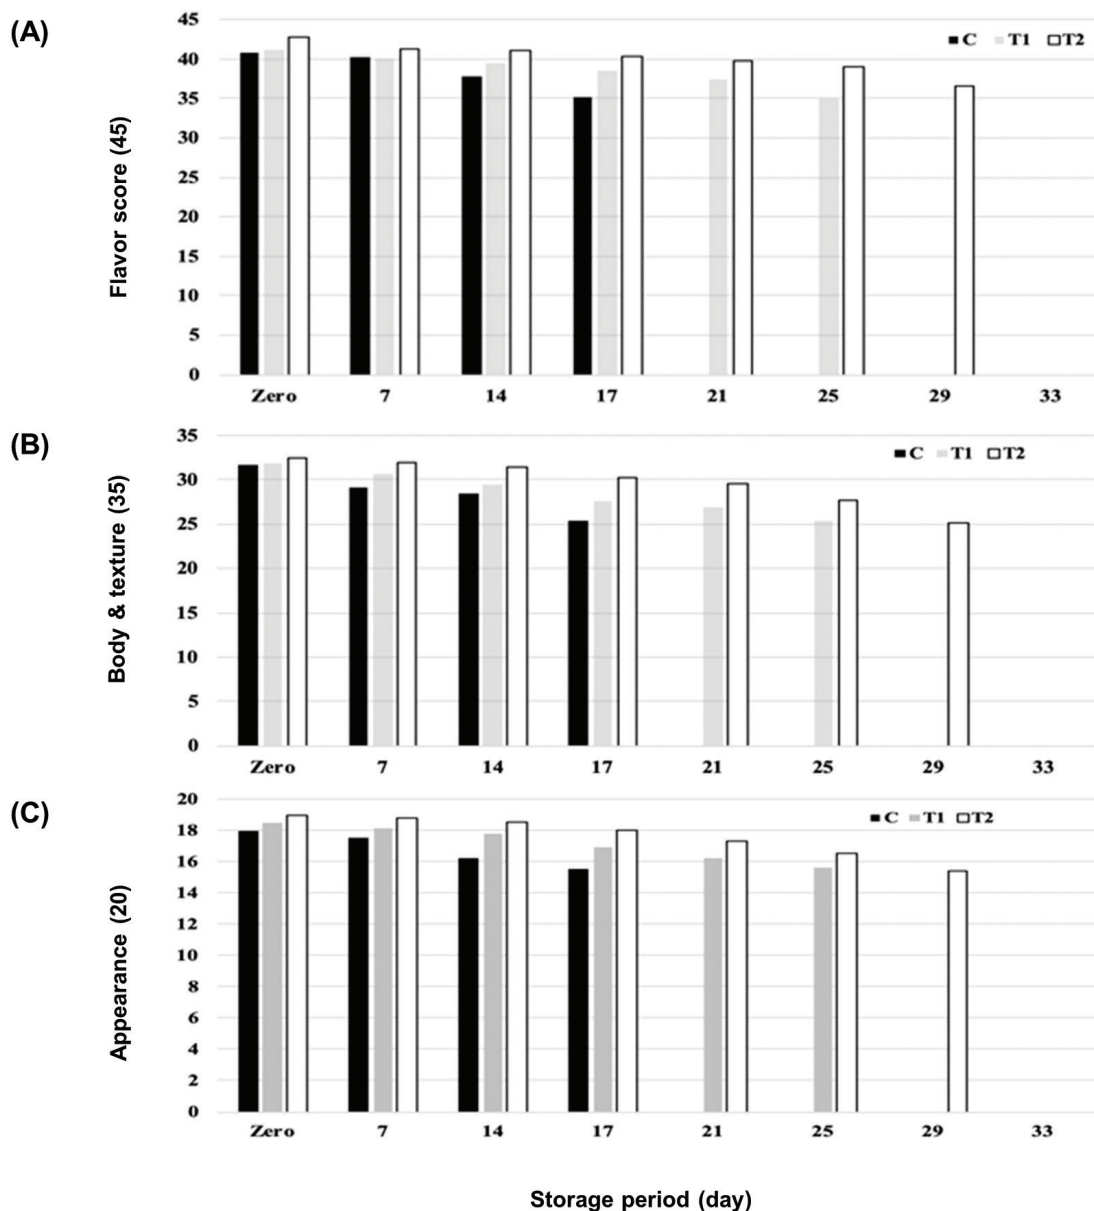 (A)
Flavor score (45)
45
40
35
30
25
20
15
10
5
0
C T1 T2
Zero 7 14 17 21 25 29 33
(B)
Body & texture (35)
35
30
25
20
15
10
5
0
C T1 T2
Zero 7 14 17 21 25 29 33
(C)
Appearance (20)
20
18
16
14
12
10
8
6
4
2
0
C T1 T2
Zero 7 14 17 21 25 29 33
Storage period (day)